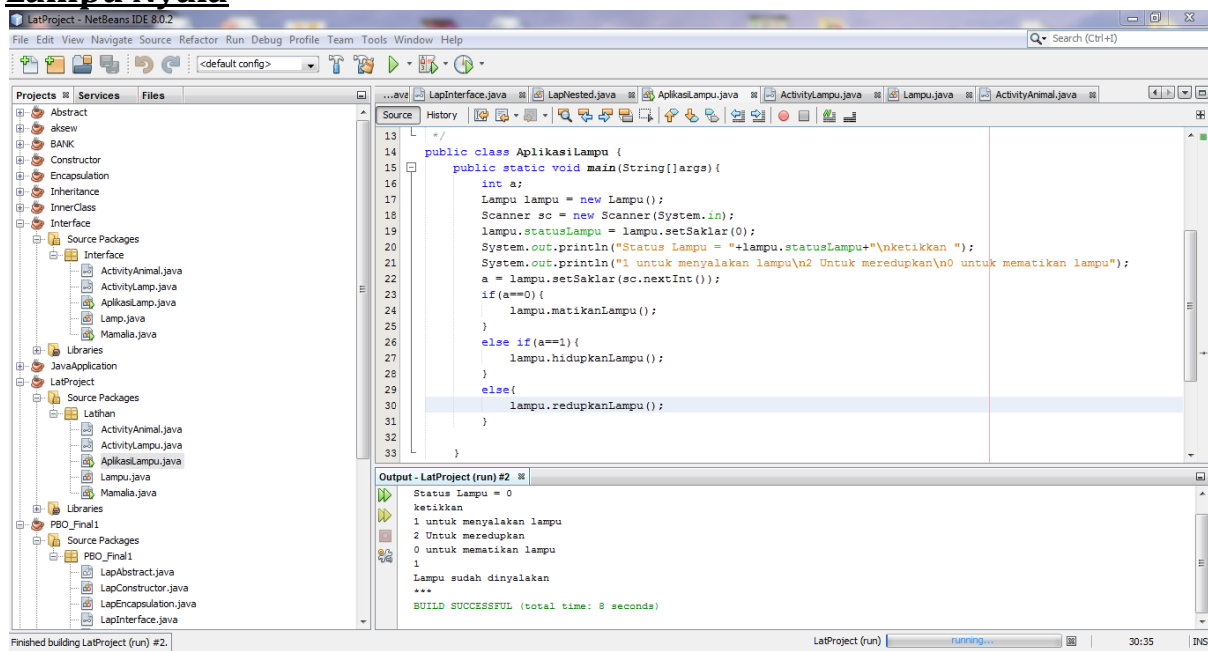 Lampu Nyala
LatProject - NetBeans IDE 8.0.2
File Edit View Navigate Source Refactor Run Debug Profile Team Tools Window Help
Search (Ctrl+I)
<default config>
Projects Services Files
Abstract
aksew
BANK
Constructor
Encapsulation
Inheritance
InnerClass
Interface
Source Packages
Interface
ActivityAnimal.java
ActivityLamp.java
AplikasiLamp.java
Lamp.java
Mamalia.java
Libraries
JavaApplication
LatProject
Source Packages
Latihan
ActivityAnimal.java
ActivityLampu.java
AplikasiLampu.java
Lampu.java
Mamalia.java
Libraries
PBO_Final1
Source Packages
PBO_Final1
LapAbstract.java
LapConstructor.java
LapEncapsulation.java
LapInterface.java
...ava LapInterface.java LapNested.java AplikasiLampu.java ActivityLampu.java Lampu.java ActivityAnimal.java
Source History
13 */
14 public class AplikasiLampu {
15 public static void main(String[]args){
16 int a;
17 Lampu lampu = new Lampu();
18 Scanner sc = new Scanner(System.in);
19 lampu.statusLampu = lampu.setSaklar(0);
20 System.out.println("Status Lampu = "+lampu.statusLampu+"\nketikkan ");
21 System.out.println("1 untuk menyalakan lampu\n2 Untuk meredupkan\n0 untuk mematikan lampu");
22 a = lampu.setSaklar(sc.nextInt());
23 if(a==0){
24 lampu.matikanLampu();
25 }
26 else if(a==1){
27 lampu.hidupkanLampu();
28 }
29 else{
30 lampu.redupkanLampu();
31 }
32
33 }
Output - LatProject (run) #2
Status Lampu = 0
ketikkan
1 untuk menyalakan lampu
2 Untuk meredupkan
0 untuk mematikan lampu
1
Lampu sudah dinyalakan
***
BUILD SUCCESSFUL (total time: 8 seconds)
Finished building LatProject (run) #2.
LatProject (run) running... 30:35 INS